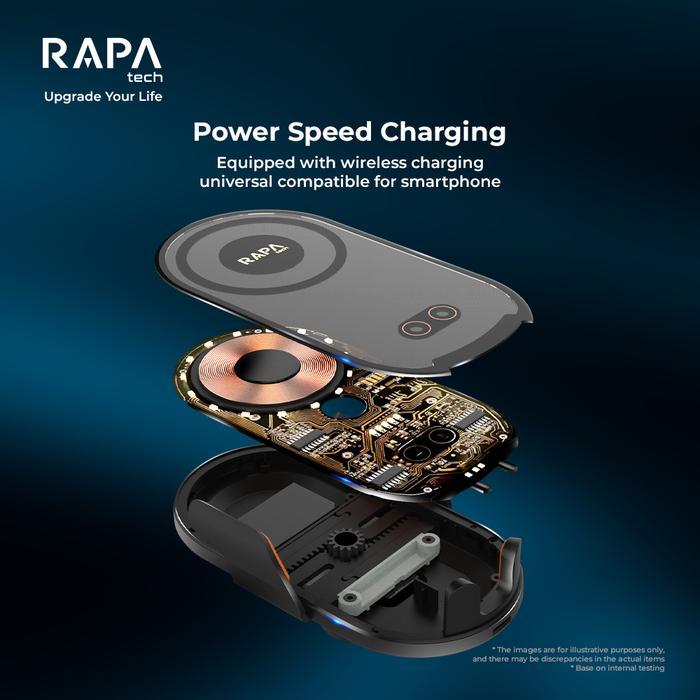 RAPA
tech
Upgrade Your Life
Power Speed Charging
Equipped with wireless charging
universal compatible for smartphone
RAPA
* The images are for illustrative purposes only,
and there may be discrepancies in the actual items
* Base on internal testing